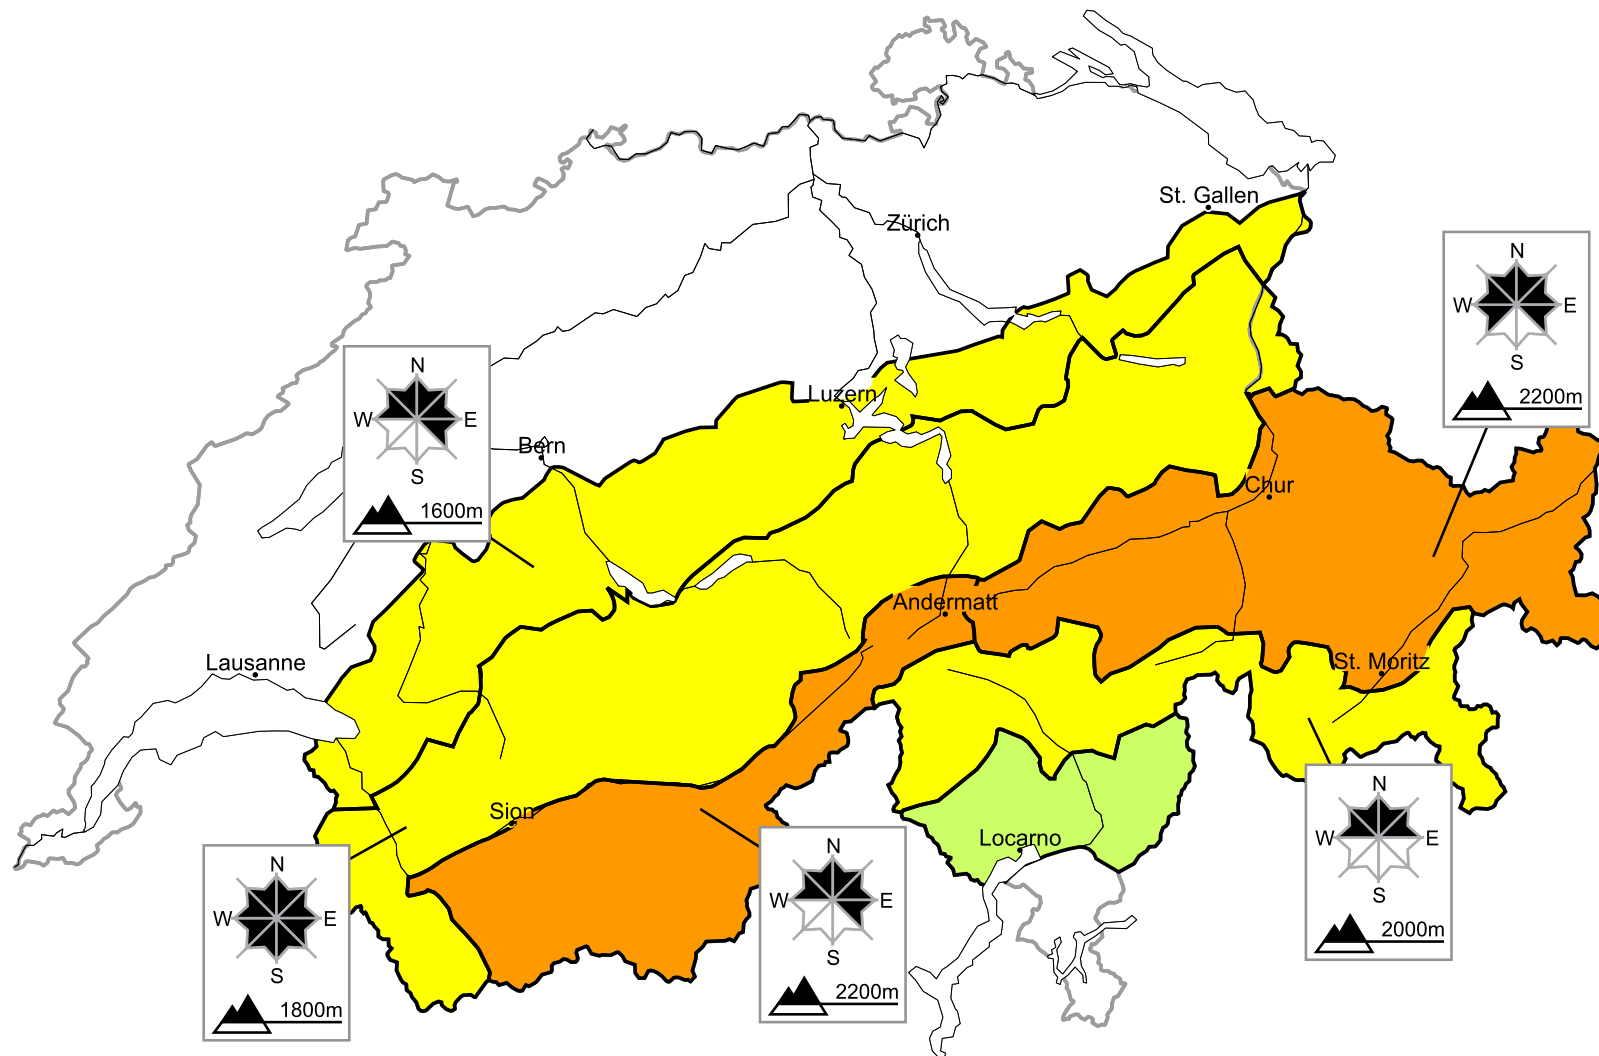 St. Gallen
Zürich
N
W E
S
2200m
N
W E
S
1600m
Luzern
Bern
Chur
Andermatt
Lausanne
St. Moritz
Sion
Locarno
N
W E
S
2000m
N
W E
S
1800m
N
W E
S
2200m